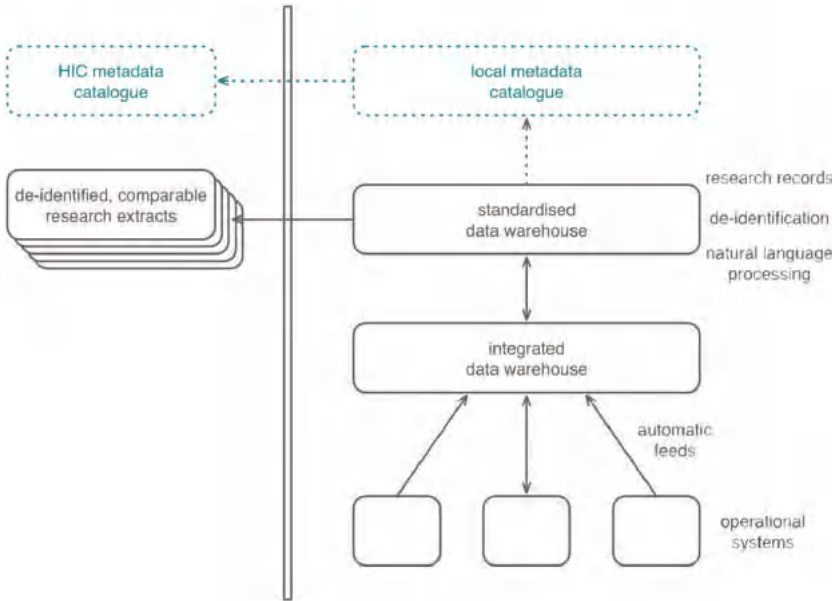 HIC metadata
catalogue
local metadata
catalogue
de-identified, comparable
research extracts
standardised
data warehouse
research records
de-identification
natural language
processing
integrated
data warehouse
automatic
feeds
operational
systems